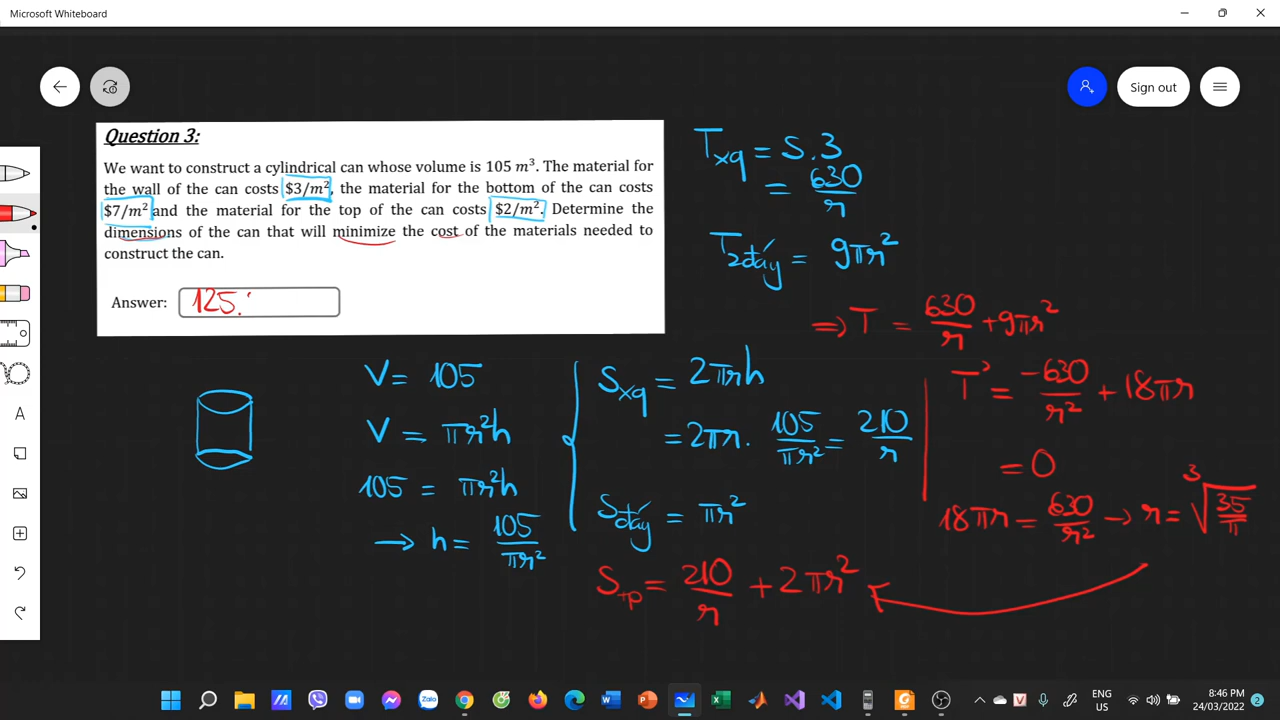 Microsoft Whiteboard
Sign out
Question 3:
We want to construct a cylindrical can whose volume is 105 m³. The material for
the wall of the can costs $3/m², the material for the bottom of the can costs
$7/m² and the material for the top of the can costs $2/m². Determine the
dimensions of the can that will minimize the cost of the materials needed to
construct the can.
Answer: 125.
V = 105
V = πr²h
105 = πr²h
→ h = 105/πr²
Sxq = 2πrh
= 2πr . 105/πr² = 210/r
Sđáy = πr²
Stp = 210/r + 2πr²
Txq = S.3
= 630/r
T2đáy = 9πr²
=> T = 630/r + 9πr²
T' = -630/r² + 18πr
= 0
18πr = 630/r² → r = ³√(35/π)
A
Zalo
ENG
US
V
8:46 PM
24/03/2022
2